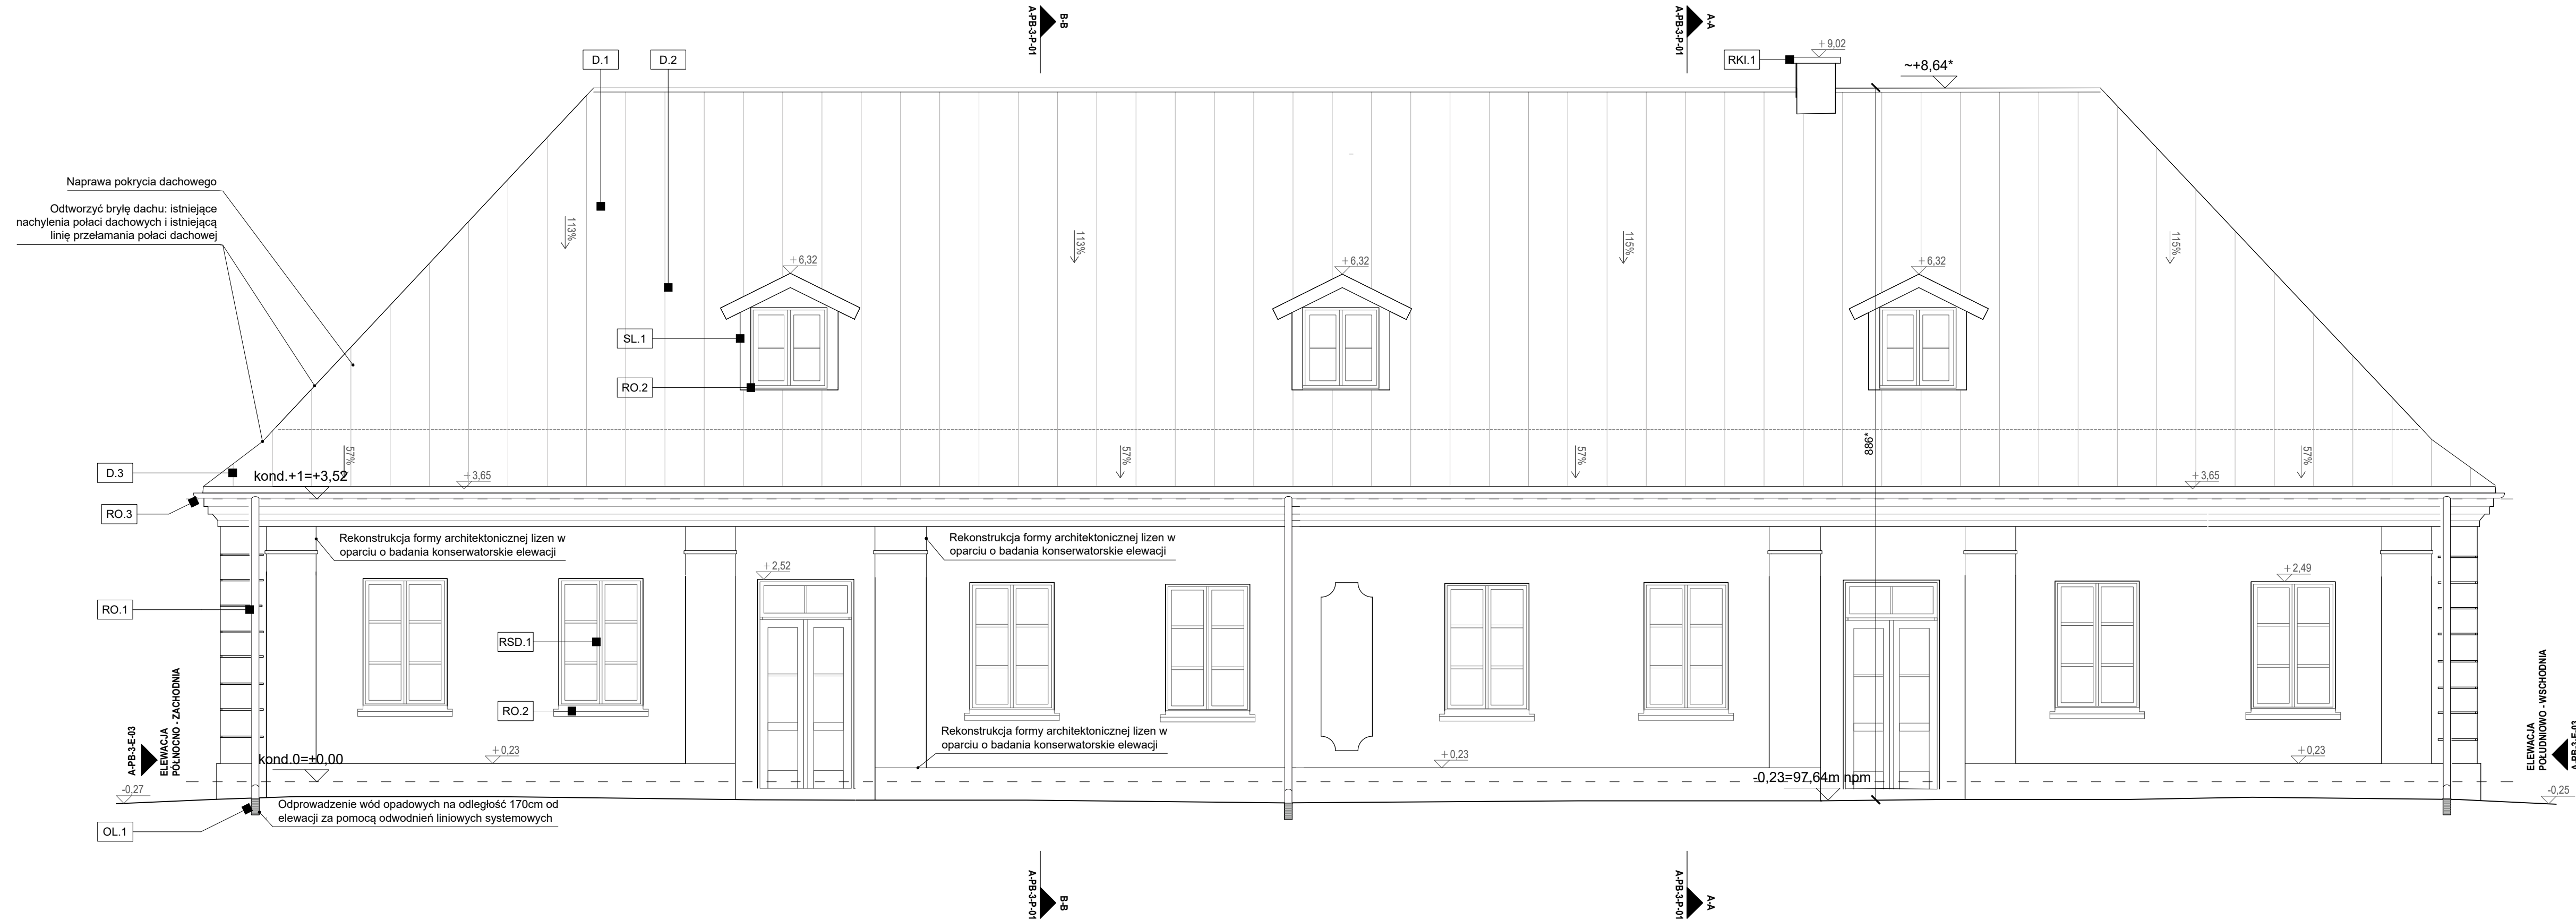 A-PB-3-P-01
B-B
A-PB-3-P-01
A-A
+9,02
D.1
D.2
RKI.1
~+8,64*
Naprawa pokrycia dachowego
Odtworzyć bryłę dachu: istniejące
nachylenia połaci dachowych i istniejącą
linię przełamania połaci dachowej
113%
113%
115%
115%
+6,32
+6,32
+6,32
SL.1
RO.2
886*
57%
57%
57%
57%
D.3
kond.+1=+3,52
+3,65
+3,65
RO.3
Rekonstrukcja formy architektonicznej lizen w
oparciu o badania konserwatorskie elewacji
Rekonstrukcja formy architektonicznej lizen w
oparciu o badania konserwatorskie elewacji
+2,52
+2,49
RO.1
RSD.1
RO.2
A-PB-3-E-03
ELEWACJA
PÓŁNOCNO - ZACHODNIA
Rekonstrukcja formy architektonicznej lizen w
oparciu o badania konserwatorskie elewacji
ELEWACJA
POŁUDNIOWO - WSCHODNIA
A-PB-3-E-03
kond.0=±0,00
+0,23
+0,23
+0,23
-0,23=97,64m npm
-0,27
-0,25
Odprowadzenie wód opadowych na odległość 170cm od
elewacji za pomocą odwodnień liniowych systemowych
OL.1
A-PB-3-P-01
B-B
A-PB-3-P-01
A-A